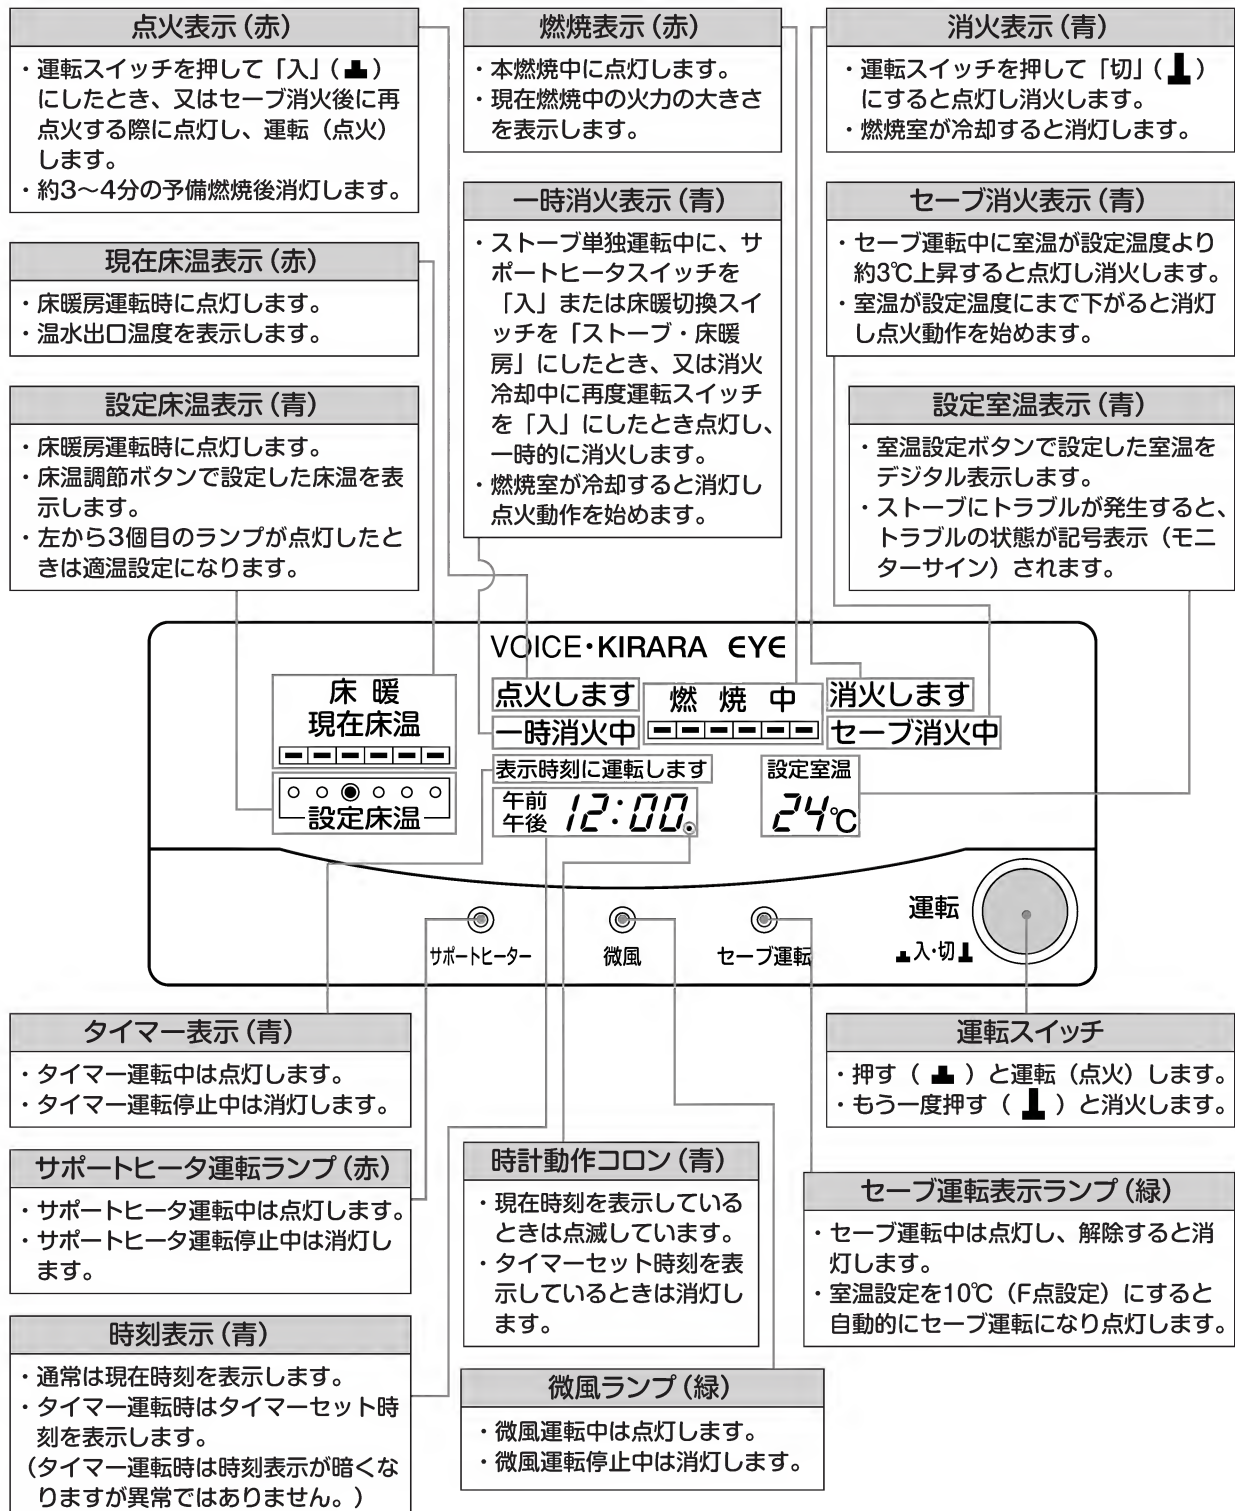 点火表示(赤)
・運転スイッチを押して「入」( )
にしたとき、又はセーブ消火後に再
点火する際に点灯し、運転(点火)
します。
・約3〜4分の予備燃焼後消灯します。
燃焼表示(赤)
・本燃焼中に点灯します。
・現在燃焼中の火力の大きさ
を表示します。
消火表示(青)
・運転スイッチを押して「切」( )
にすると点灯し消火します。
・燃焼室が冷却すると消灯します。
現在床温表示(赤)
・床暖房運転時に点灯します。
・温水出口温度を表示します。
一時消火表示(青)
・ストーブ単独運転中に、サ
ポートヒータスイッチを
「入」または床暖切換スイ
ッチを「ストーブ・床暖
房」にしたとき、又は消火
冷却中に再度運転スイッチ
を「入」にしたとき点灯し、
一時的に消火します。
・燃焼室が冷却すると消灯し
点火動作を始めます。
セーブ消火表示(青)
・セーブ運転中に室温が設定温度より
約3℃上昇すると点灯し消火します。
・室温が設定温度にまで下がると消灯
し点火動作を始めます。
設定床温表示(青)
・床暖房運転時に点灯します。
・床温調節ボタンで設定した床温を表
示します。
・左から3個目のランプが点灯したと
きは適温設定になります。
設定室温表示(青)
・室温設定ボタンで設定した室温を
デジタル表示します。
・ストーブにトラブルが発生すると、
トラブルの状態が記号表示(モニ
ターサイン)されます。
VOICE・KIRARA EYE
床 暖
現在床温
設定床温
点火します
一時消火中
燃 焼 中
消火します
セーブ消火中
表示時刻に運転します
午前
午後
12:00.
設定室温
24℃
サポートヒーター
微風
セーブ運転
運転
入・切
タイマー表示(青)
・タイマー運転中は点灯します。
・タイマー運転停止中は消灯します。
運転スイッチ
・押す( )と運転(点火)します。
・もう一度押す( )と消火します。
サポートヒータ運転ランプ(赤)
・サポートヒータ運転中は点灯します。
・サポートヒータ運転停止中は消灯し
ます。
時計動作コロン(青)
・現在時刻を表示している
ときは点滅しています。
・タイマーセット時刻を表
示しているときは消灯し
ます。
セーブ運転表示ランプ(緑)
・セーブ運転中は点灯し、解除すると消
灯します。
・室温設定を10℃(F点設定)にすると
自動的にセーブ運転になり点灯します。
時刻表示(青)
・通常は現在時刻を表示します。
・タイマー運転時はタイマーセット時
刻を表示します。
(タイマー運転時は時刻表示が暗くな
りますが異常ではありません。)
微風ランプ(緑)
・微風運転中は点灯します。
・微風運転停止中は消灯します。